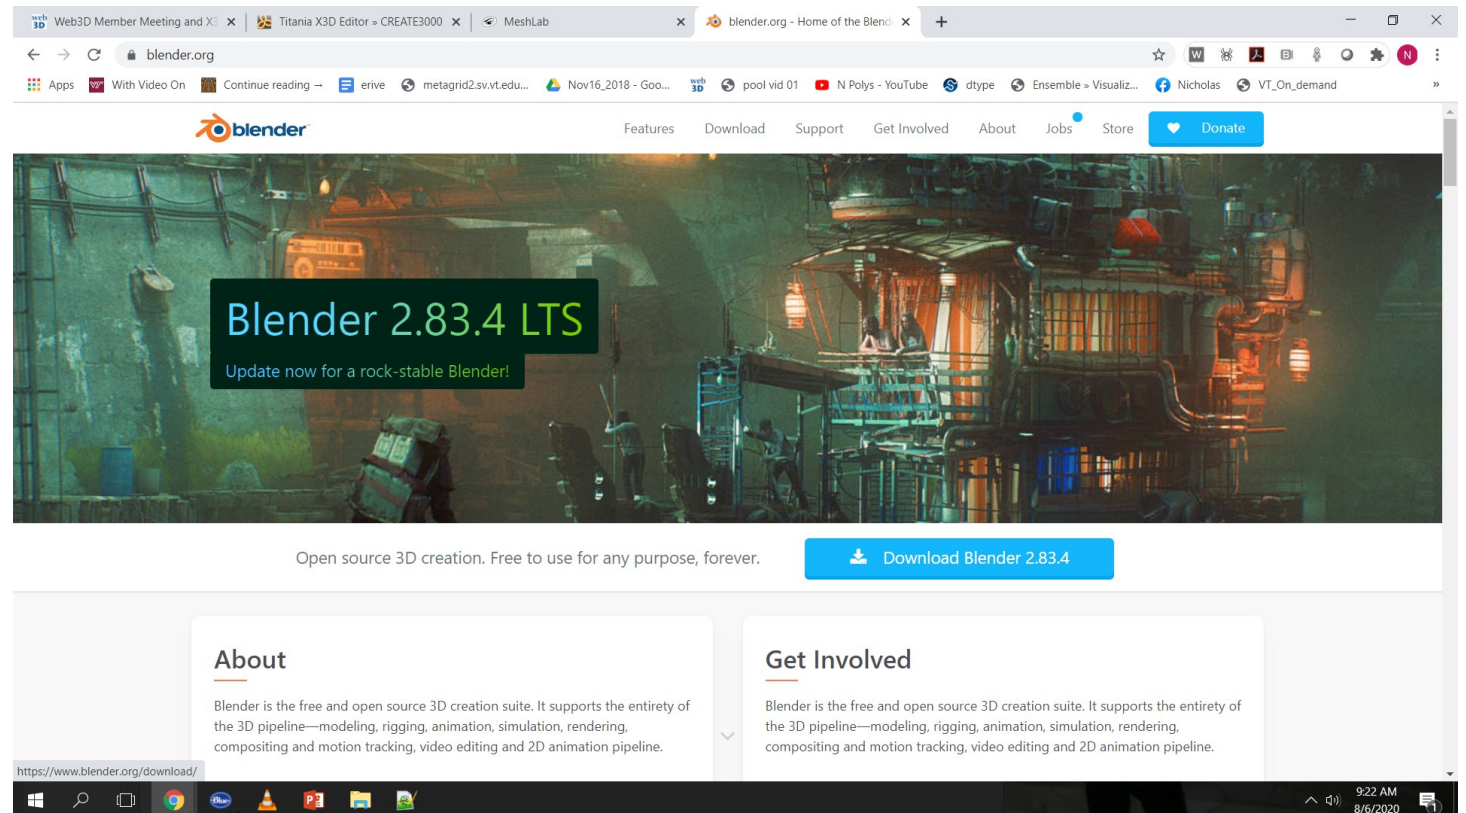 web 3D Web3D Member Meeting and X3
Titania X3D Editor » CREATE3000
MeshLab
blender.org - Home of the Blend
blender.org
W
N
Apps
With Video On
Continue reading →
erive
metagrid2.sv.vt.edu...
Nov16_2018 - Goo...
web 3D
pool vid 01
N Polys - YouTube
dtype
Ensemble » Visualiz...
Nicholas
VT_On_demand
»
blender
Features
Download
Support
Get Involved
About
Jobs
Store
Donate
Blender 2.83.4 LTS
Update now for a rock-stable Blender!
Open source 3D creation. Free to use for any purpose, forever.
Download Blender 2.83.4
About
Blender is the free and open source 3D creation suite. It supports the entirety of
the 3D pipeline—modeling, rigging, animation, simulation, rendering,
compositing and motion tracking, video editing and 2D animation pipeline.
Get Involved
Blender is the free and open source 3D creation suite. It supports the entirety of
the 3D pipeline—modeling, rigging, animation, simulation, rendering,
compositing and motion tracking, video editing and 2D animation pipeline.
https://www.blender.org/download/
Blue
9:22 AM
8/6/2020
1